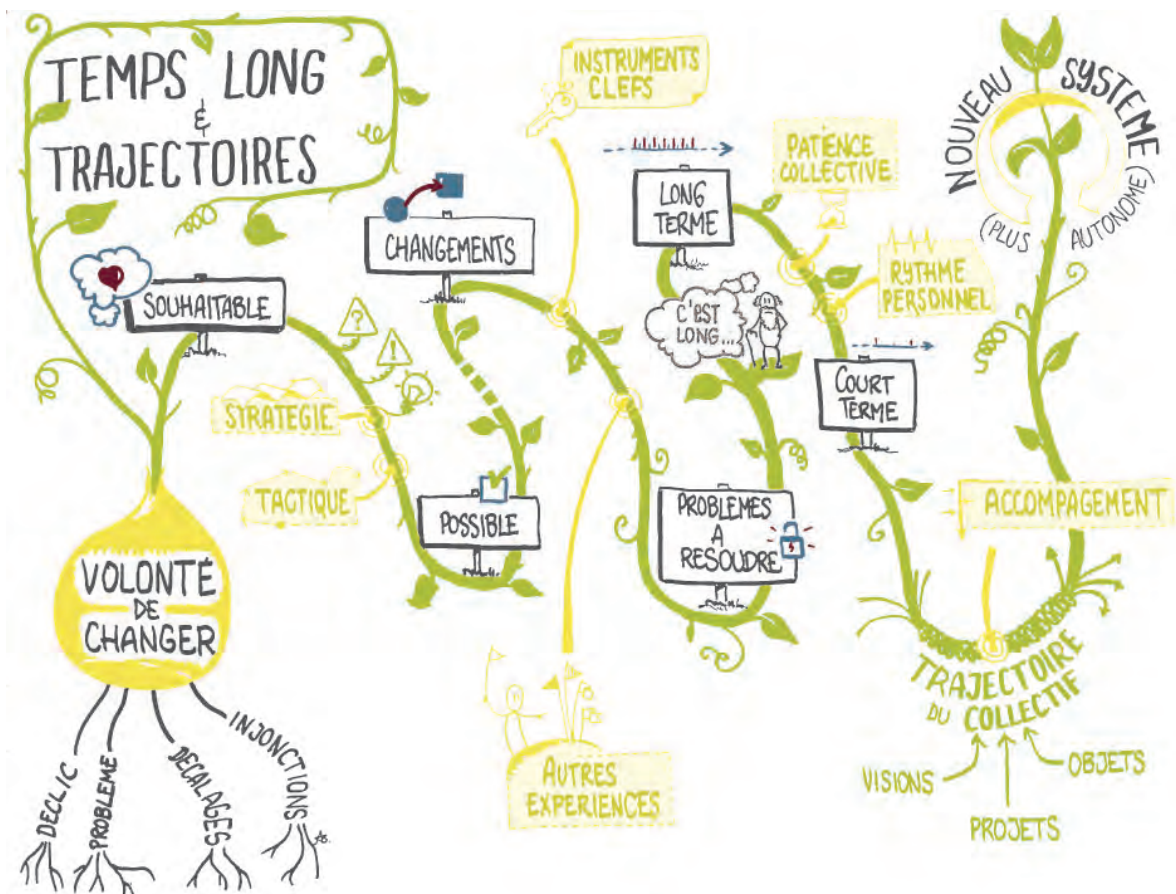 TEMPS LONG
&
TRAJECTOIRES
SOUHAITABLE
STRATÉGIE
TACTIQUE
?
!
POSSIBLE
CHANGEMENTS
INSTRUMENTS
CLEFS
AUTRES
EXPERIENCES
PROBLÈMES
A
RESOUDRE
C'EST
LONG...
LONG
TERME
PATIENCE
COLLECTIVE
RYTHME
PERSONNEL
COURT
TERME
ACCOMPAGEMENT
TRAJECTOIRE
DU COLLECTIF
VISIONS
PROJETS
OBJETS
NOUVEAU SYSTEME
(PLUS AUTONOME)
VOLONTÉ
DE
CHANGER
DECLIC
PROBLEME
DECALAGES
INJONCTIONS